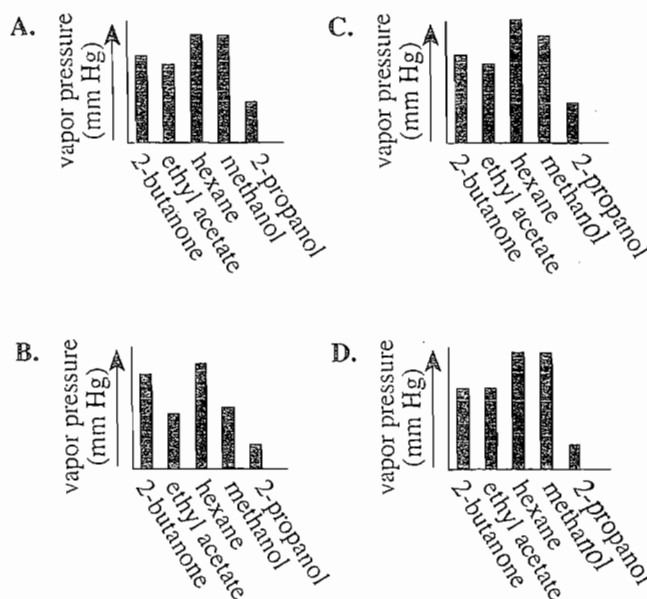 A.
vapor pressure
(mm Hg)
2-butanone
ethyl acetate
hexane
methanol
2-propanol
C.
vapor pressure
(mm Hg)
2-butanone
ethyl acetate
hexane
methanol
2-propanol
B.
vapor pressure
(mm Hg)
2-butanone
ethyl acetate
hexane
methanol
2-propanol
D.
vapor pressure
(mm Hg)
2-butanone
ethyl acetate
hexane
methanol
2-propanol